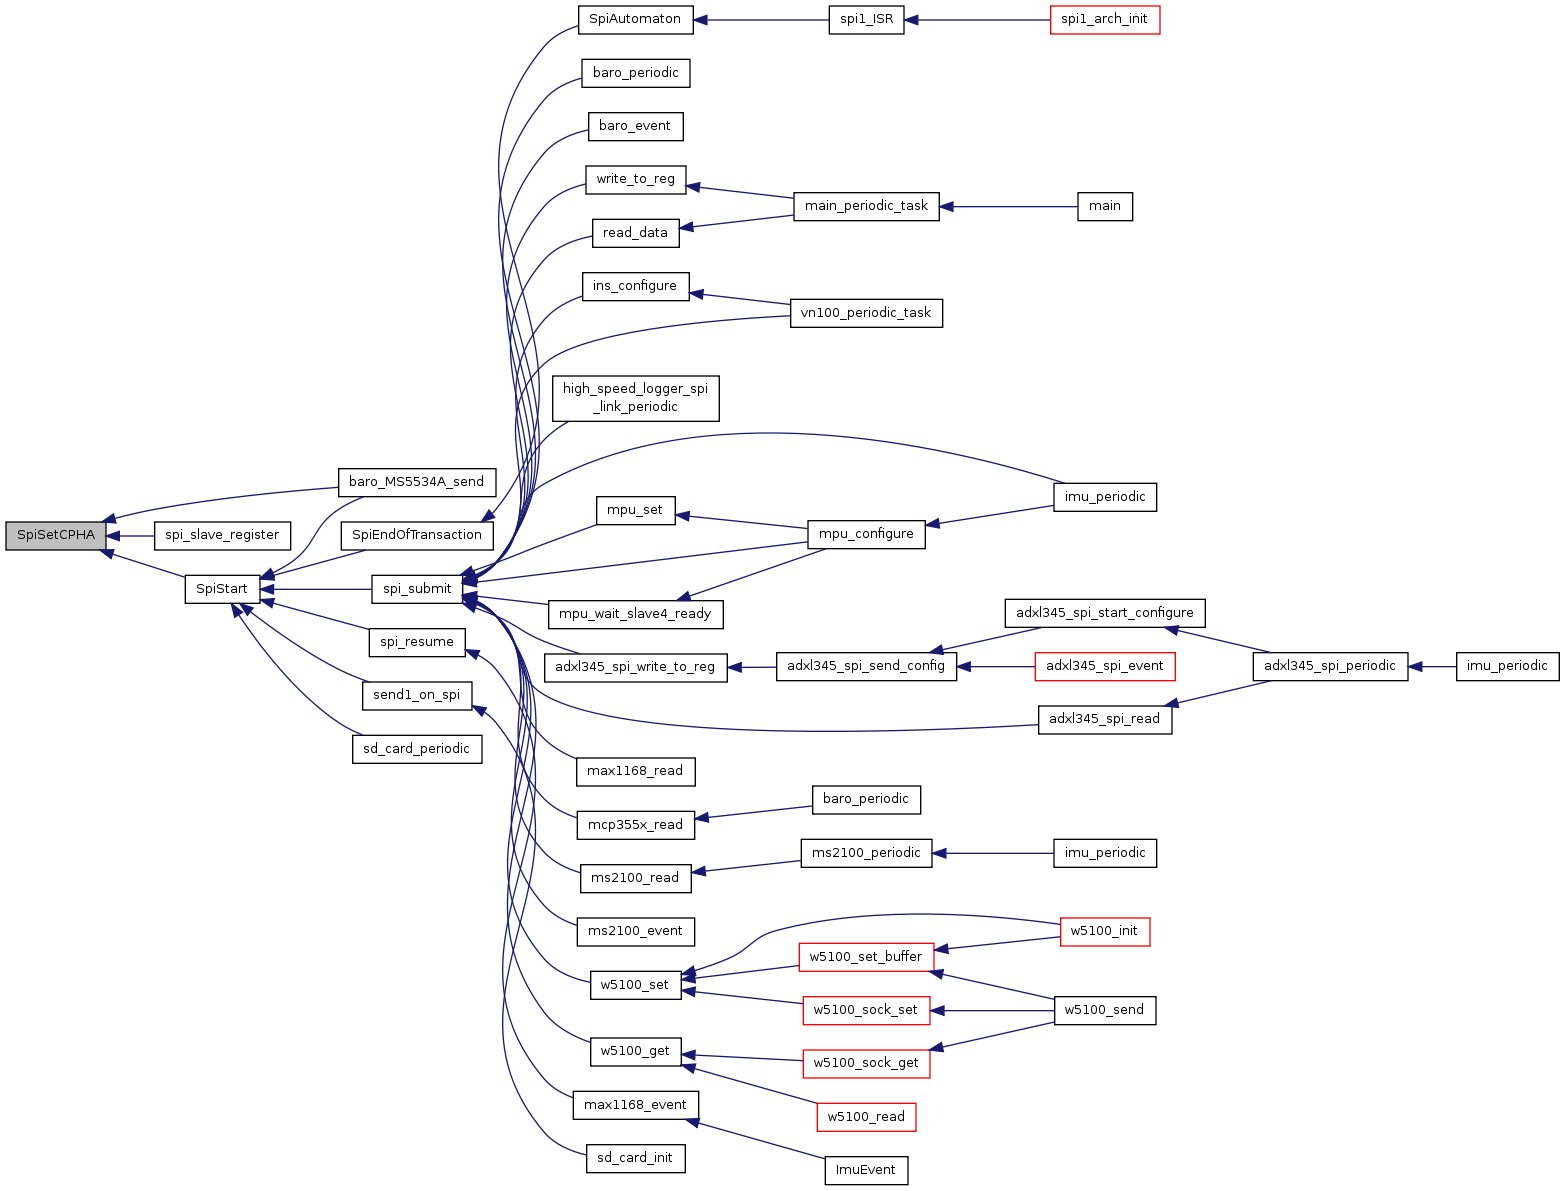 SpiAutomaton
spi1_ISR
spi1_arch_init
baro_periodic
baro_event
write_to_reg
main_periodic_task
main
read_data
ins_configure
vn100_periodic_task
high_speed_logger_spi
_link_periodic
baro_MS5534A_send
imu_periodic
mpu_set
SpiSetCPHA
spi_slave_register
SpiEndOfTransaction
mpu_configure
SpiStart
spi_submit
mpu_wait_slave4_ready
adxl345_spi_start_configure
spi_resume
adxl345_spi_write_to_reg
adxl345_spi_send_config
adxl345_spi_event
adxl345_spi_periodic
imu_periodic
send1_on_spi
adxl345_spi_read
sd_card_periodic
max1168_read
baro_periodic
mcp355x_read
ms2100_periodic
imu_periodic
ms2100_read
ms2100_event
w5100_init
w5100_set_buffer
w5100_set
w5100_sock_set
w5100_send
w5100_get
w5100_sock_get
max1168_event
w5100_read
sd_card_init
ImuEvent